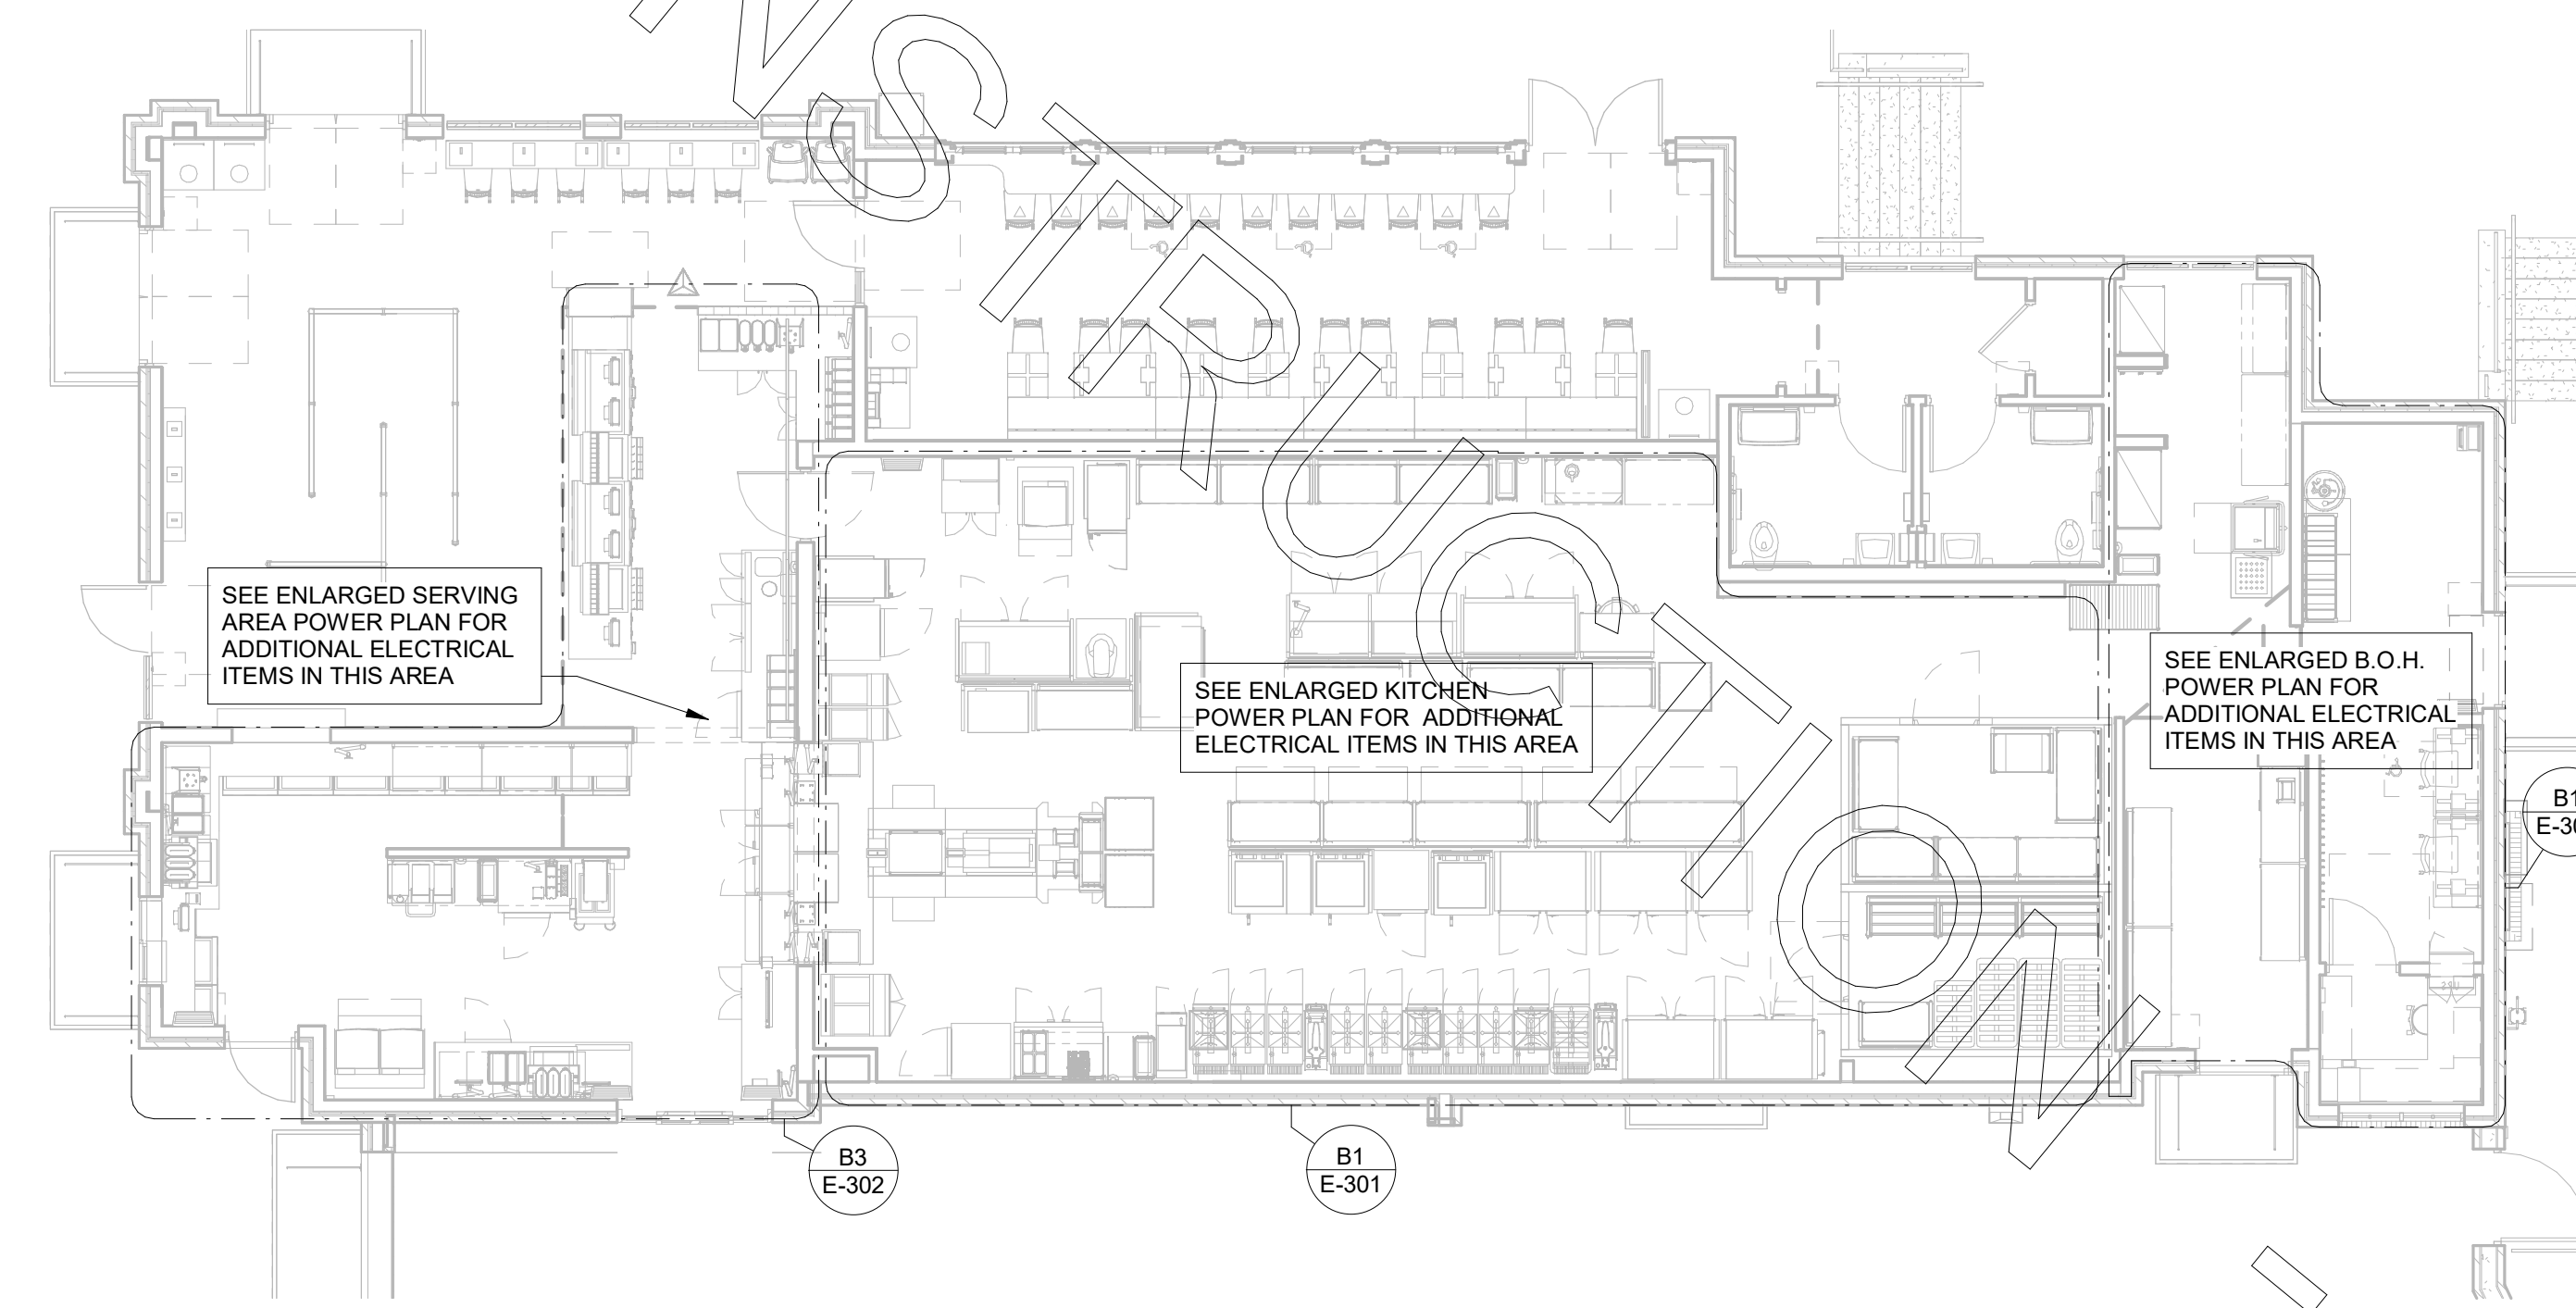 NSTRUCTION
SEE ENLARGED SERVING
AREA POWER PLAN FOR
ADDITIONAL ELECTRICAL
ITEMS IN THIS AREA
SEE ENLARGED KITCHEN
POWER PLAN FOR ADDITIONAL
ELECTRICAL ITEMS IN THIS AREA
SEE ENLARGED B.O.H.
POWER PLAN FOR
ADDITIONAL ELECTRICAL
ITEMS IN THIS AREA
B3
E-302
B1
E-301